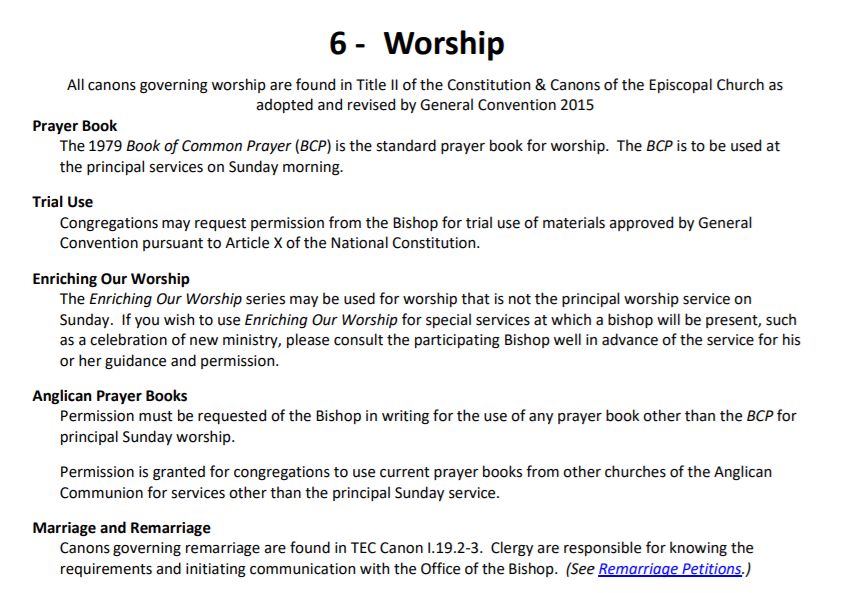 6 - Worship
All canons governing worship are found in Title II of the Constitution & Canons of the Episcopal Church as
adopted and revised by General Convention 2015
Prayer Book
The 1979 Book of Common Prayer (BCP) is the standard prayer book for worship. The BCP is to be used at
the principal services on Sunday morning.
Trial Use
Congregations may request permission from the Bishop for trial use of materials approved by General
Convention pursuant to Article X of the National Constitution.
Enriching Our Worship
The Enriching Our Worship series may be used for worship that is not the principal worship service on
Sunday. If you wish to use Enriching Our Worship for special services at which a bishop will be present, such
as a celebration of new ministry, please consult the participating Bishop well in advance of the service for his
or her guidance and permission.
Anglican Prayer Books
Permission must be requested of the Bishop in writing for the use of any prayer book other than the BCP for
principal Sunday worship.
Permission is granted for congregations to use current prayer books from other churches of the Anglican
Communion for services other than the principal Sunday service.
Marriage and Remarriage
Canons governing remarriage are found in TEC Canon I.19.2-3. Clergy are responsible for knowing the
requirements and initiating communication with the Office of the Bishop. (See Remarriage Petitions.)